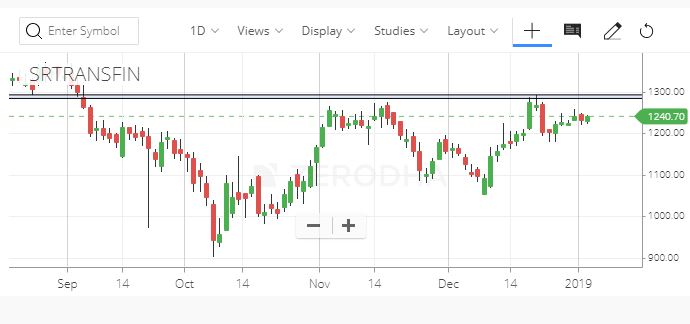 Enter Symbol 1D Views Display Studies Layout
SRTRANSFIN
1300.00
1240.70
1200.00
1100.00
ZERODHA
1000.00
900.00
Sep 14 Oct 14 Nov 14 Dec 14 2019